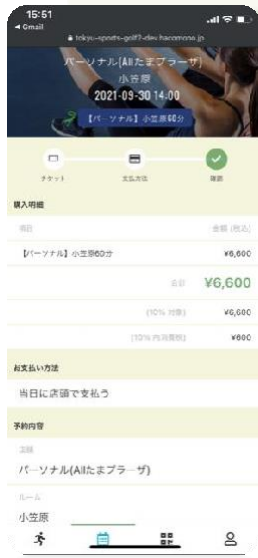 15:51
◀ Gmail
tokyu-sports-golf7-dev.hacomono.jp
パーソナル(Allたまプラーザ)
小笠原
2021-09-30 14:00
【パーソナル】小笠原60分
チケット
支払方法
確認
購入明細
項目 金額 (税込)
【パーソナル】小笠原60分 ¥6,600
合計 ¥6,600
(10% 対象) ¥6,600
(10% 内消費税) ¥600
お支払い方法
当日に店頭で支払う
予約内容
店舗
パーソナル(Allたまプラーザ)
ルーム
小笠原